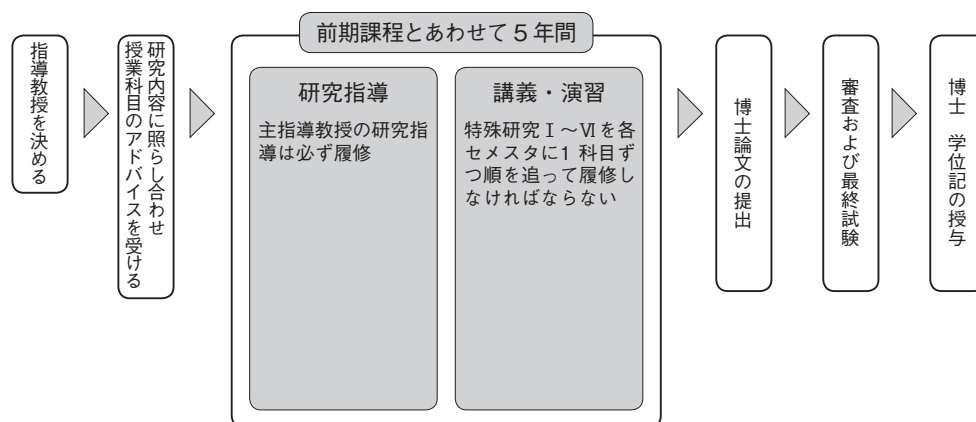 指導教授を決める
研究内容に照らし合わせ
授業科目のアドバイスを受ける
前期課程とあわせて5年間
研究指導
主指導教授の研究指
導は必ず履修
講義・演習
特殊研究Ⅰ~Ⅵを各
セメスタに1 科目ず
つ順を追って履修し
なければならない
博士論文の提出
審査および最終試験
博士 学位記の授与